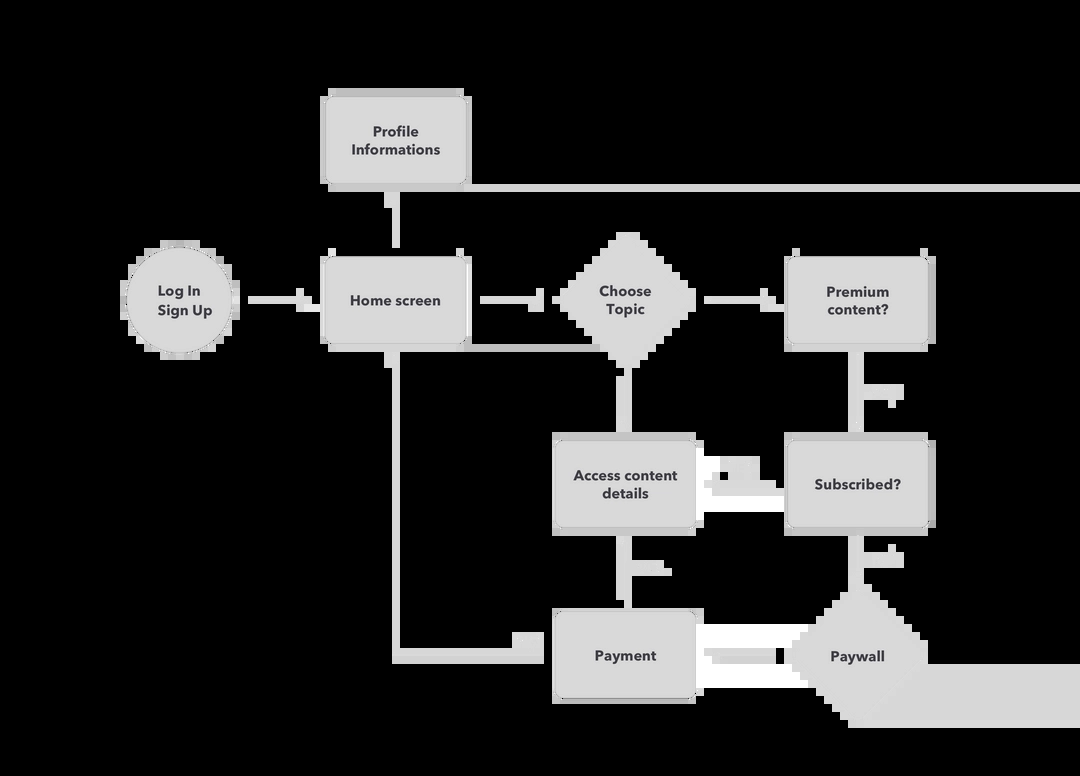 Profile
Informations
Log In
Sign Up
Home screen
Choose
Topic
Premium
content?
Access content
details
Subscribed?
Payment
Paywall